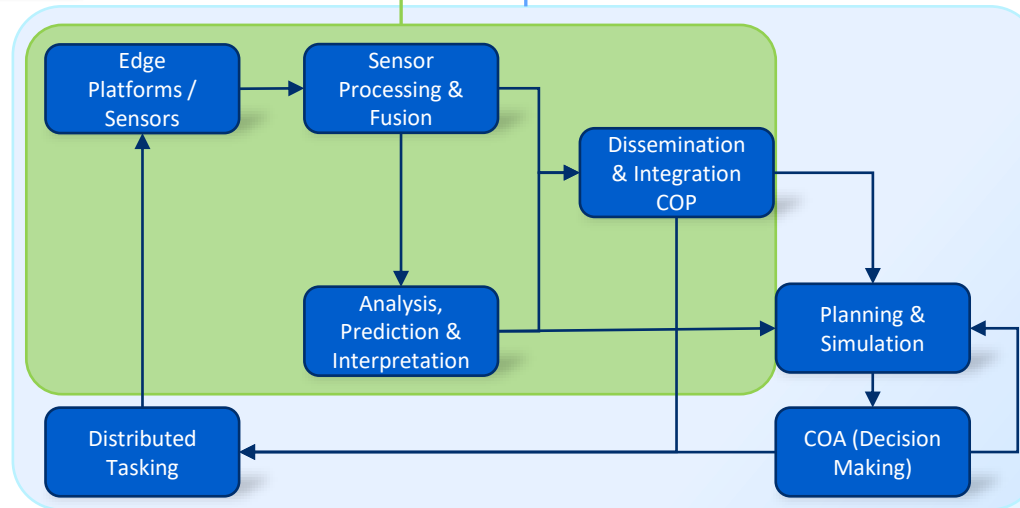 Edge
Platforms /
Sensors
Sensor
Processing &
Fusion
Dissemination
& Integration
COP
Analysis,
Prediction &
Interpretation
Planning &
Simulation
Distributed
Tasking
COA (Decision
Making)